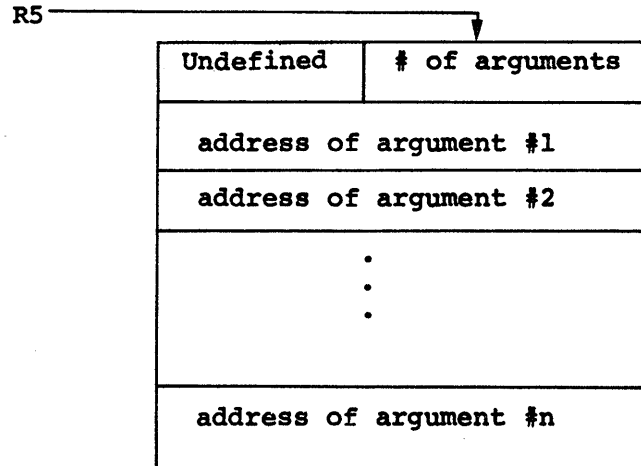 R5
Undefined # of arguments
address of argument #1
address of argument #2
address of argument #n